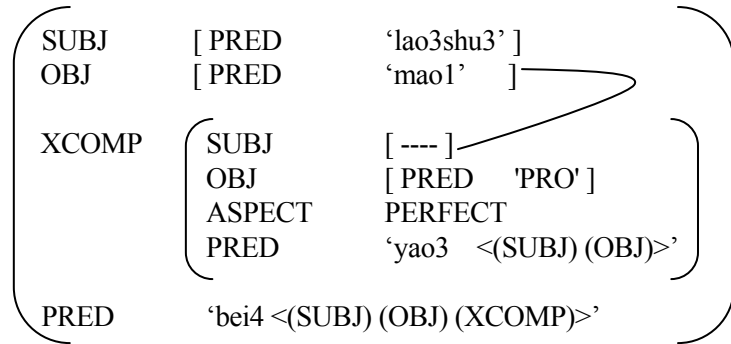 SUBJ [ PRED ‘lao3shu3’ ]
OBJ [ PRED ‘mao1’ ]
XCOMP SUBJ [ ---- ]
OBJ [ PRED 'PRO' ]
ASPECT PERFECT
PRED ‘yao3 <(SUBJ) (OBJ)>’
PRED ‘bei4 <(SUBJ) (OBJ) (XCOMP)>’